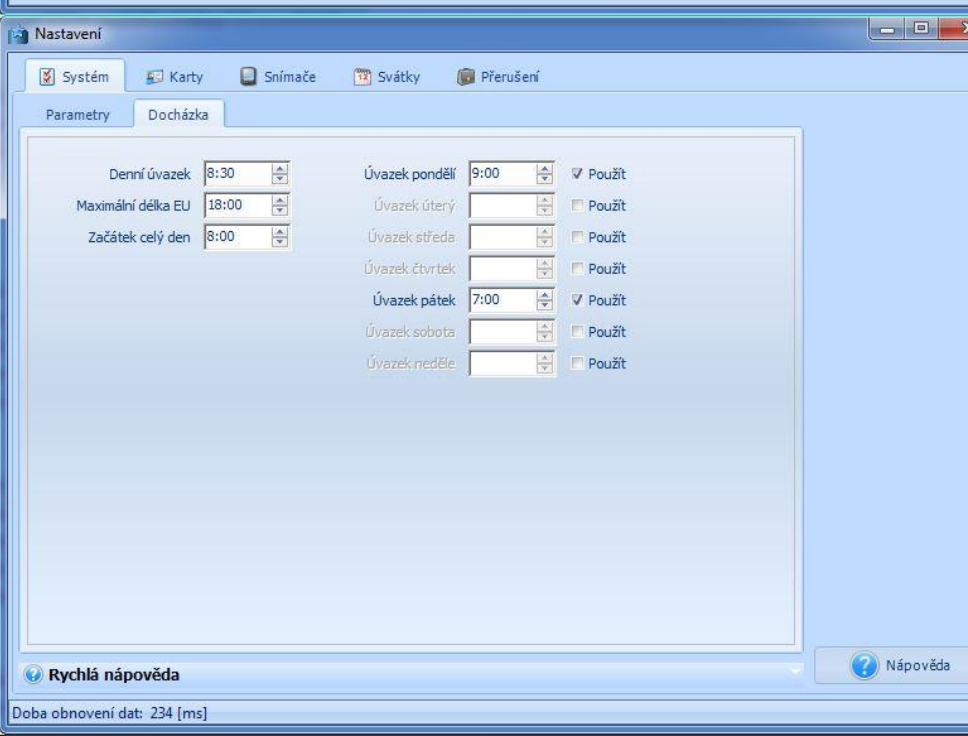 Nastavení
Systém Karty Snímače Svátky Přerušení
Parametry Docházka
Denní úvazek 8:30 Úvazek pondělí 9:00 Použít
Maximální délka EU 18:00 Úvazek úterý Použít
Začátek celý den 8:00 Úvazek středa Použít
Úvazek čtvrtek Použít
Úvazek pátek 7:00 Použít
Úvazek sobota Použít
Úvazek neděle Použít
Rychlá nápověda Nápověda
Doba obnovení dat: 234 [ms]